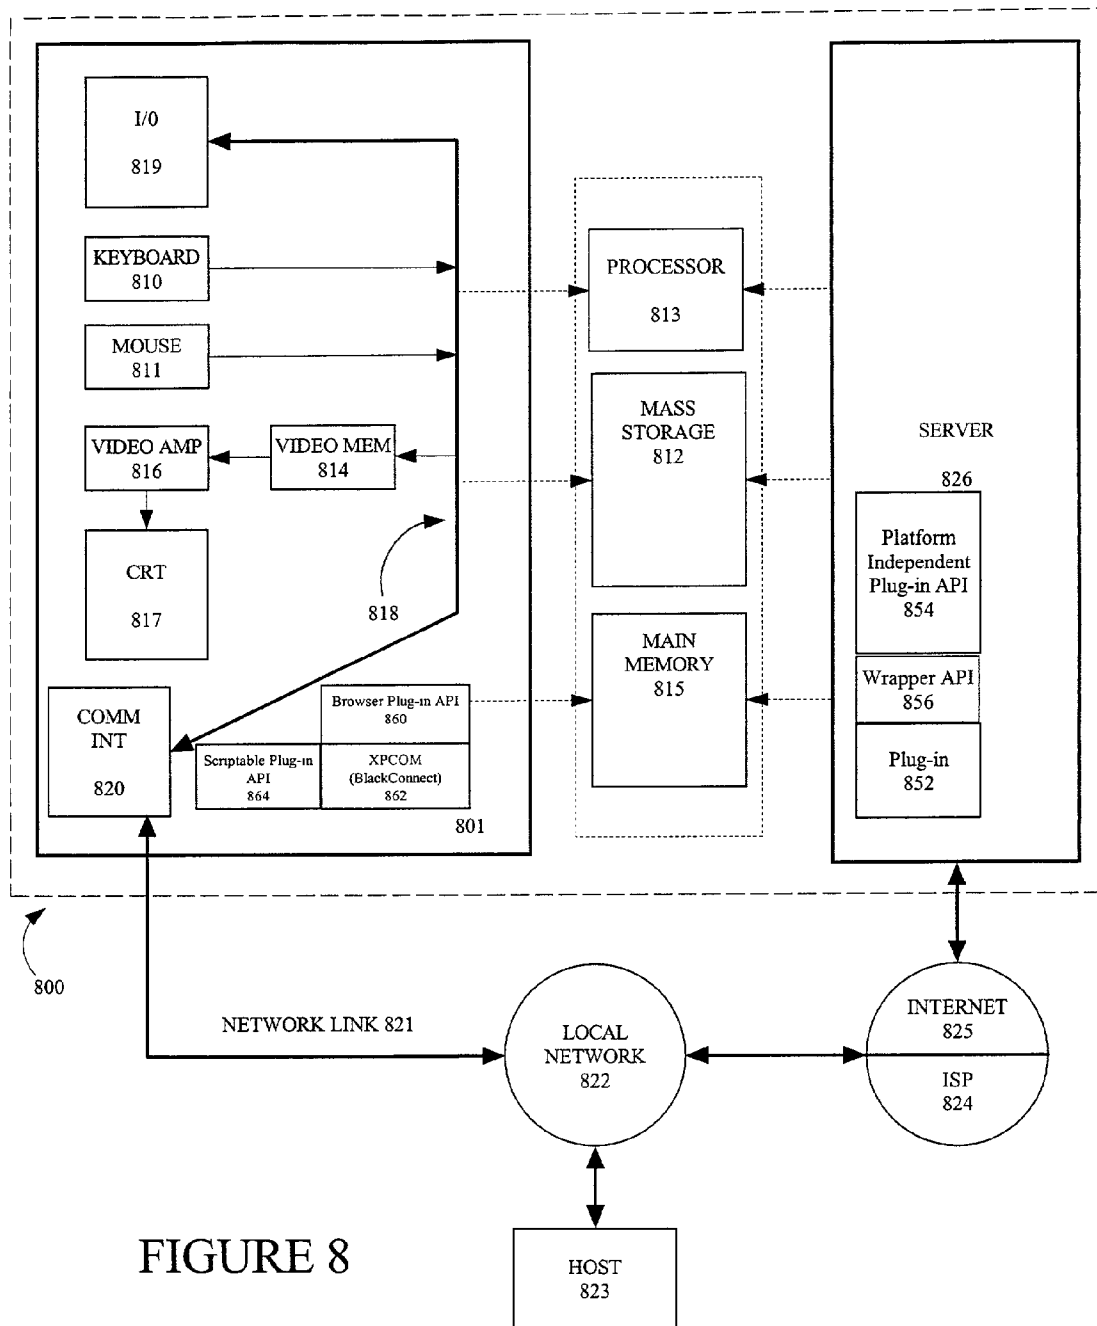 I/0
819
KEYBOARD
810
MOUSE
811
VIDEO AMP
816
VIDEO MEM
814
CRT
817
818
COMM
INT
820
Browser Plug-in API
860
Scriptable Plug-in
API
864
XPCOM
(BlackConnect)
862
801
PROCESSOR
813
MASS
STORAGE
812
MAIN
MEMORY
815
SERVER
826
Platform
Independent
Plug-in API
854
Wrapper API
856
Plug-in
852
800
NETWORK LINK 821
LOCAL
NETWORK
822
INTERNET
825
ISP
824
HOST
823
FIGURE 8